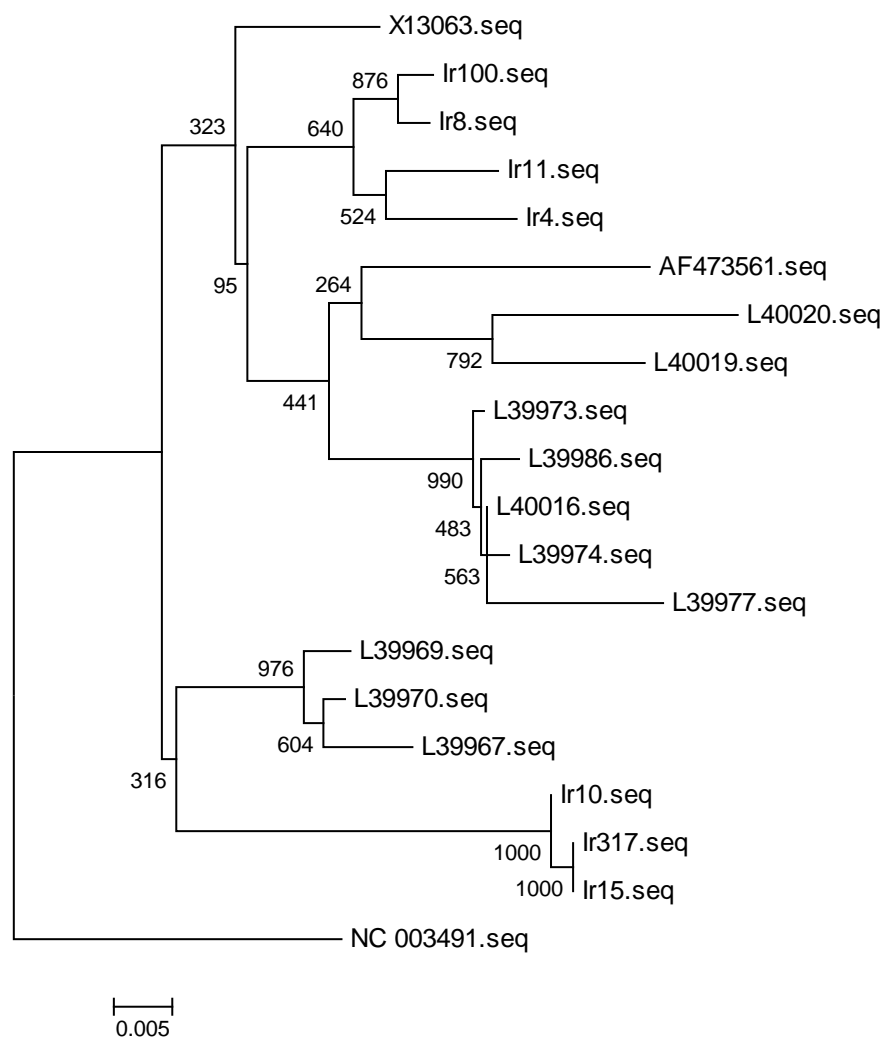 X13063.seq
Ir100.seq
876
Ir8.seq
323
640
Ir11.seq
524
Ir4.seq
AF473561.seq
95
264
L40020.seq
792
L40019.seq
441
L39973.seq
L39986.seq
990
L40016.seq
483
L39974.seq
563
L39977.seq
L39969.seq
976
L39970.seq
604
L39967.seq
316
Ir10.seq
Ir317.seq
1000
1000
Ir15.seq
NC 003491.seq
0.005